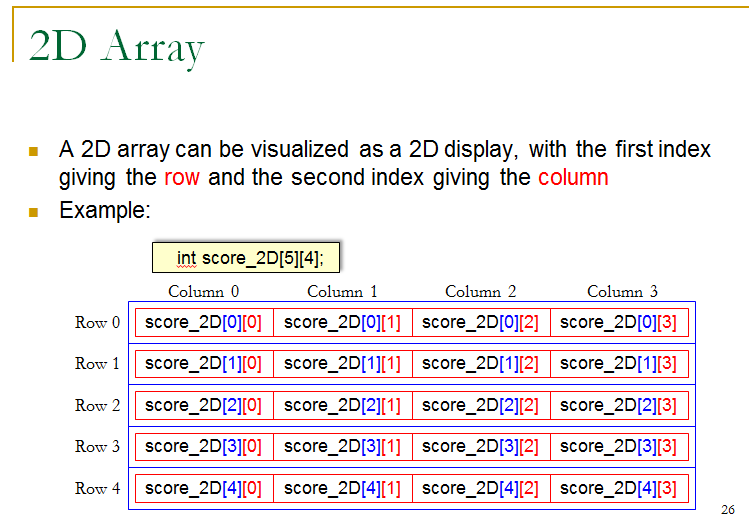 2D Array
A 2D array can be visualized as a 2D display, with the first index
giving the row and the second index giving the column
Example:
int score_2D[5][4];
Column 0 Column 1 Column 2 Column 3
Row 0 score_2D[0][0] score_2D[0][1] score_2D[0][2] score_2D[0][3]
Row 1 score_2D[1][0] score_2D[1][1] score_2D[1][2] score_2D[1][3]
Row 2 score_2D[2][0] score_2D[2][1] score_2D[2][2] score_2D[2][3]
Row 3 score_2D[3][0] score_2D[3][1] score_2D[3][2] score_2D[3][3]
Row 4 score_2D[4][0] score_2D[4][1] score_2D[4][2] score_2D[4][3]
26